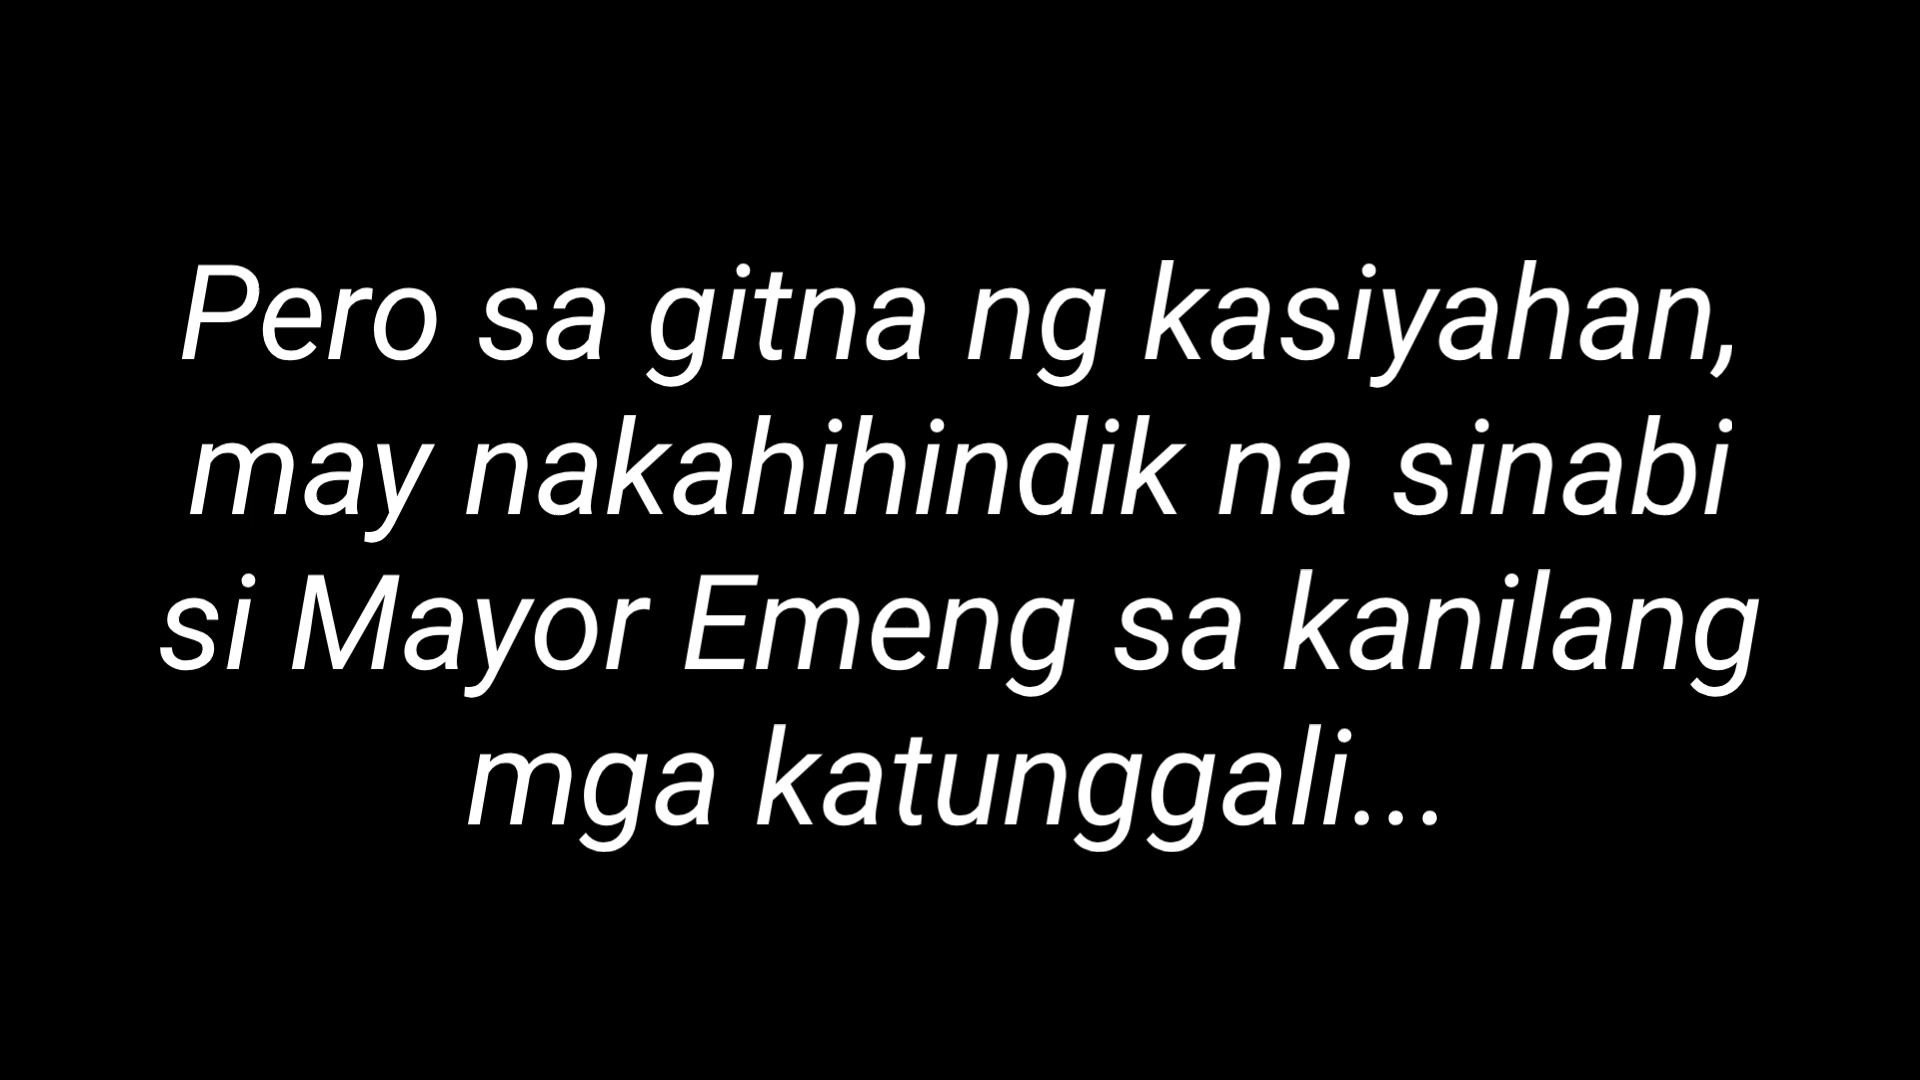 Pero sa gitna ng kasiyahan,
may nakahihindik na sinabi
si Mayor Emeng sa kanilang
mga katunggali...